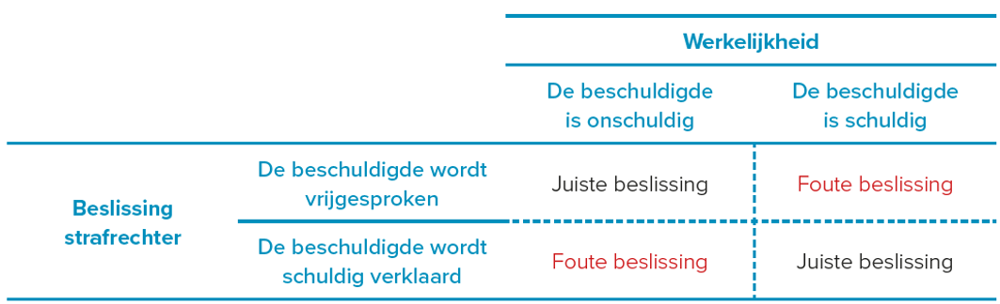 Werkelijkheid
De beschuldigde
is onschuldig
De beschuldigde
is schuldig
Beslissing
strafrechter
De beschuldigde wordt
vrijgesproken
Juiste beslissing
Foute beslissing
De beschuldigde wordt
schuldig verklaard
Foute beslissing
Juiste beslissing